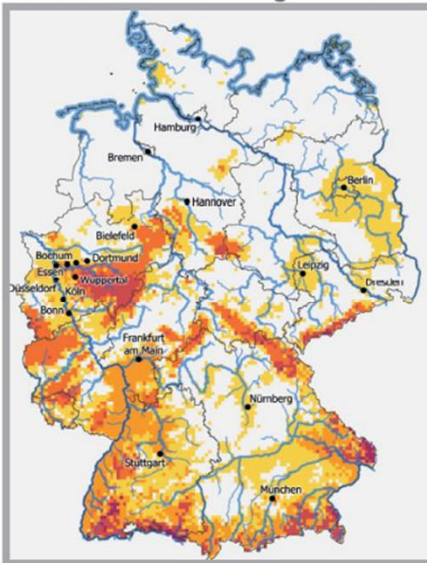 Hamburg
Bremen
Berlin
Hannover
Bielefeld
Bochum
Dortmund
Essen
Wuppertal
Düsseldorf
Köln
Leipzig
Dresden
Bonn
Frankfurt
am Main
Nürnberg
Stuttgart
München